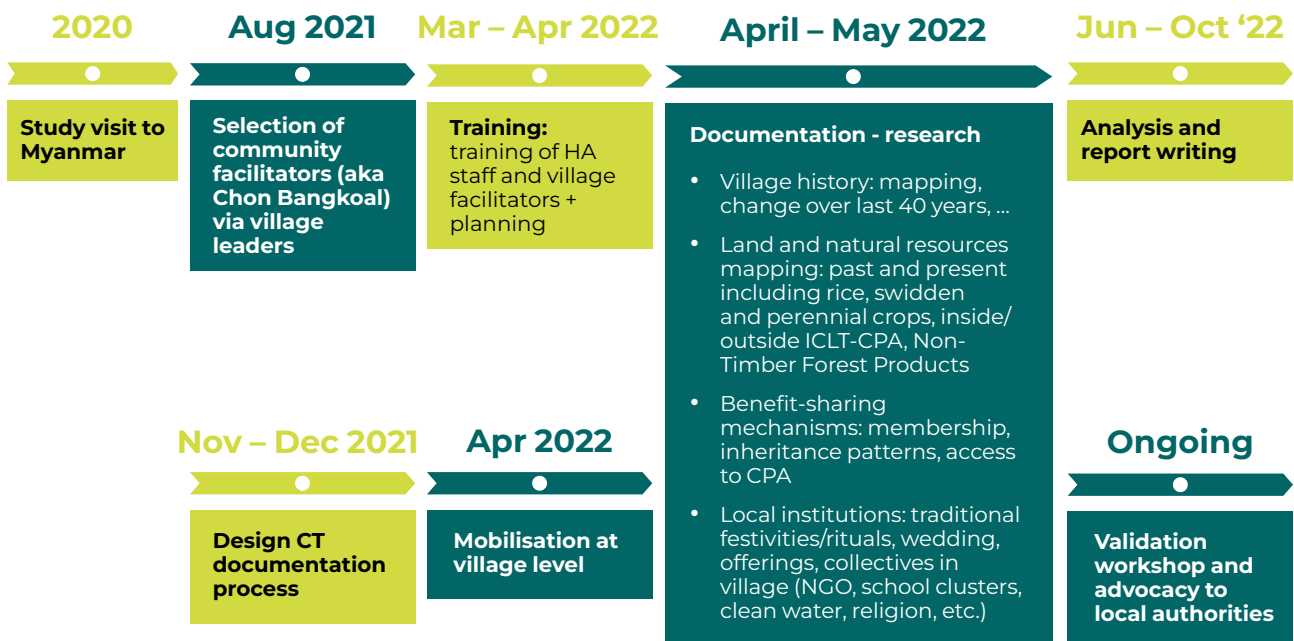 2020
Study visit to
Myanmar
Aug 2021
Selection of
community
facilitators (aka
Chon Bangkoal)
via village
leaders
Nov – Dec 2021
Design CT
documentation
process
Mar – Apr 2022
Training:
training of HA
staff and village
facilitators +
planning
Apr 2022
Mobilisation at
village level
April – May 2022
Documentation - research
• Village history: mapping,
change over last 40 years, ...
• Land and natural resources
mapping: past and present
including rice, swidden
and perennial crops, inside/
outside ICLT-CPA, Non-
Timber Forest Products
• Benefit-sharing
mechanisms: membership,
inheritance patterns, access
to CPA
• Local institutions: traditional
festivities/rituals, wedding,
offerings, collectives in
village (NGO, school clusters,
clean water, religion, etc.)
Jun – Oct ‘22
Analysis and
report writing
Ongoing
Validation
workshop and
advocacy to
local authorities